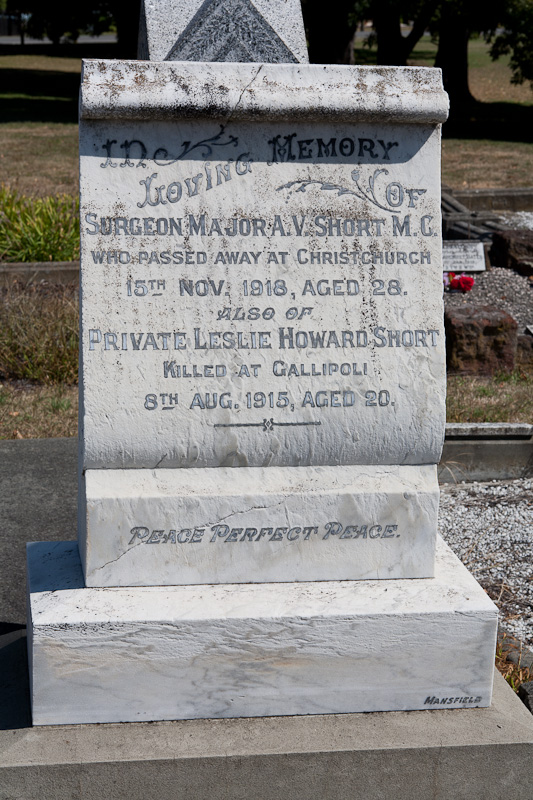 In Memory
Loving Of
Surgeon Major A.V. Short M.C.
who passed away at Christchurch
15th Nov. 1918, aged 28.
also of
Private Leslie Howard Short
Killed at Gallipoli
8th Aug. 1915, aged 20.
Peace Perfect Peace.
Mansfield